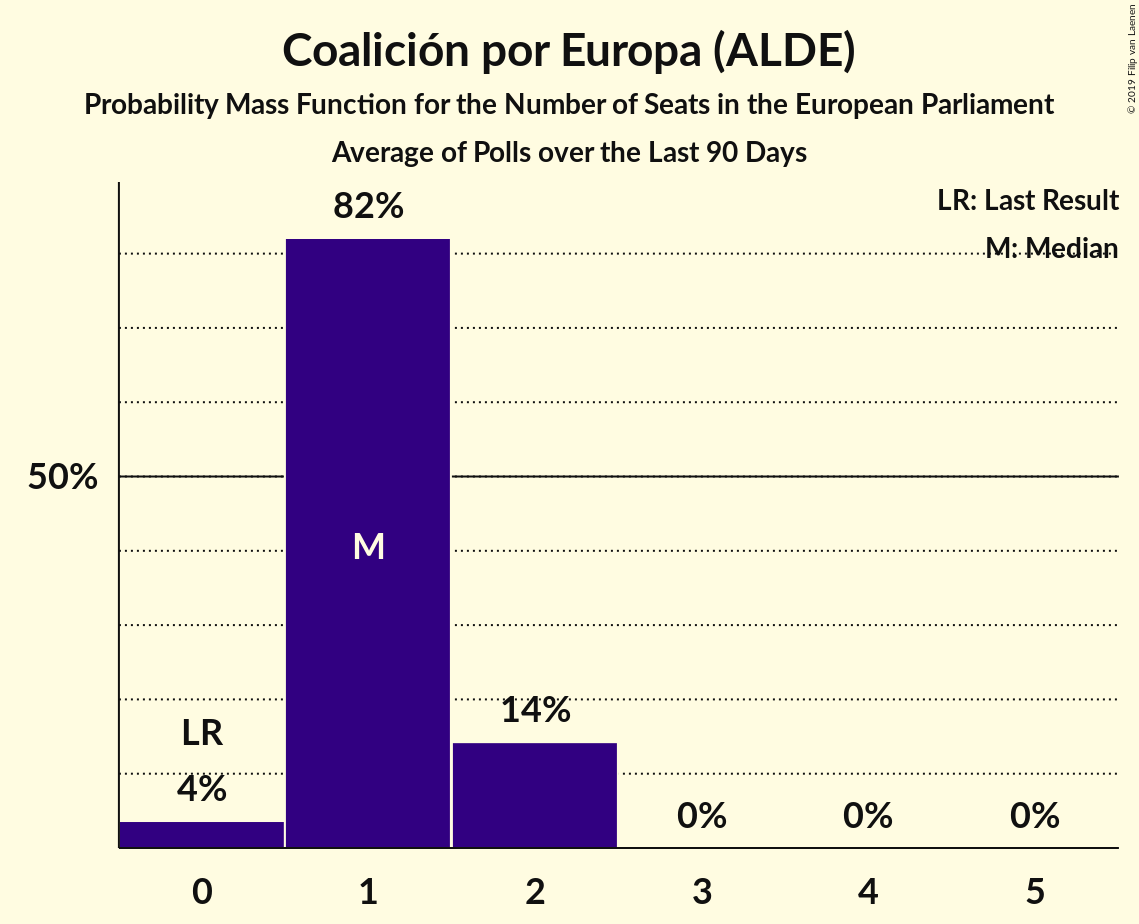 Coalición por Europa (ALDE)
Probability Mass Function for the Number of Seats in the European Parliament
Average of Polls over the Last 90 Days
© 2019 Filip van Laenen
LR: Last Result
M: Median
82%
50%
M
14%
LR
4%
0% 0% 0%
0 1 2 3 4 5